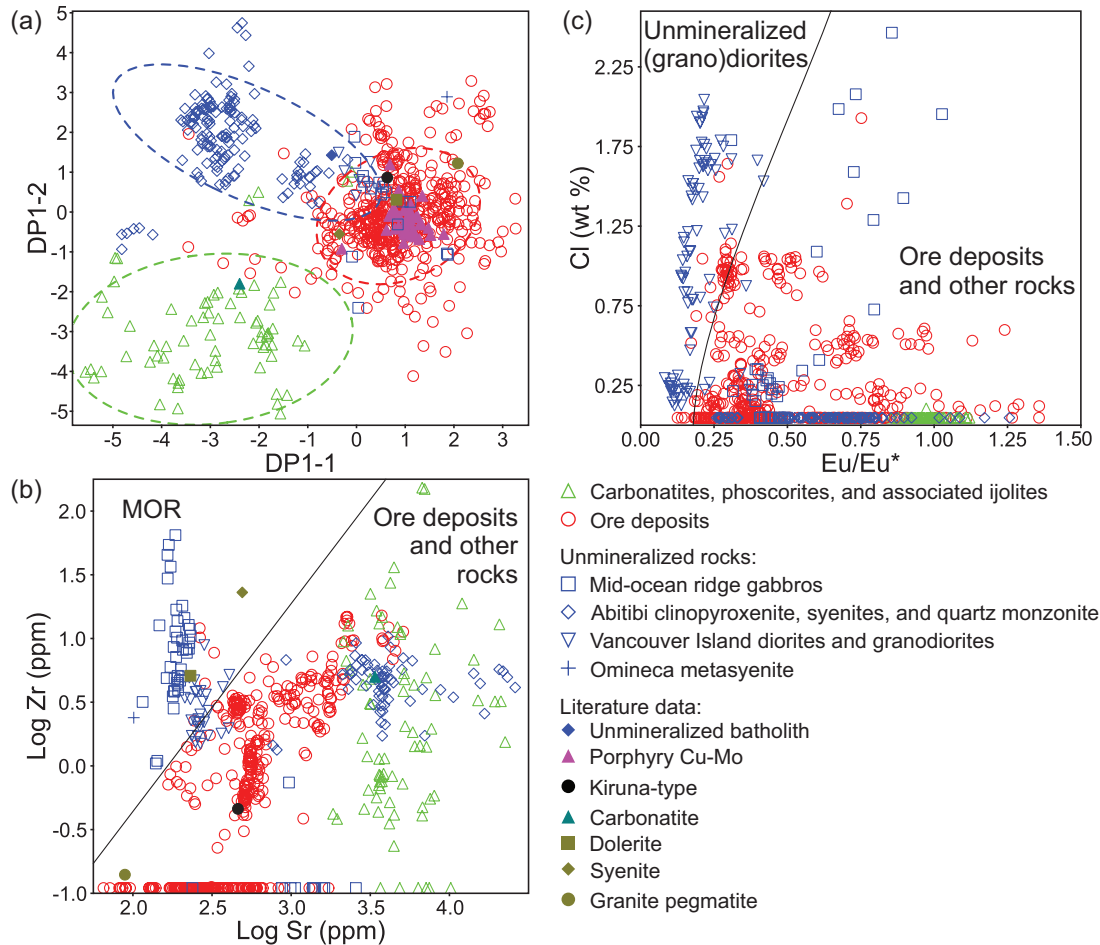 (a)
DP1-2
5
4
3
2
1
0
-1
-2
-3
-4
-5
-5 -4 -3 -2 -1 0 1 2 3
DP1-1
(c)
Unmineralized
(grano)diorites
Ore deposits
and other rocks
Cl (wt %)
2.25
1.75
1.25
0.75
0.25
0.00 0.25 0.50 0.75 1.00 1.25 1.50
Eu/Eu*
(b)
MOR
Ore deposits
and other
rocks
Log Zr (ppm)
2.0
1.5
1.0
0.5
0.0
-0.5
-1.0
2.0 2.5 3.0 3.5 4.0
Log Sr (ppm)
Carbonatites, phoscorites, and associated ijolites
Ore deposits
Unmineralized rocks:
Mid-ocean ridge gabbros
Abitibi clinopyroxenite, syenites, and quartz monzonite
Vancouver Island diorites and granodiorites
Omineca metasyenite
Literature data:
Unmineralized batholith
Porphyry Cu-Mo
Kiruna-type
Carbonatite
Dolerite
Syenite
Granite pegmatite